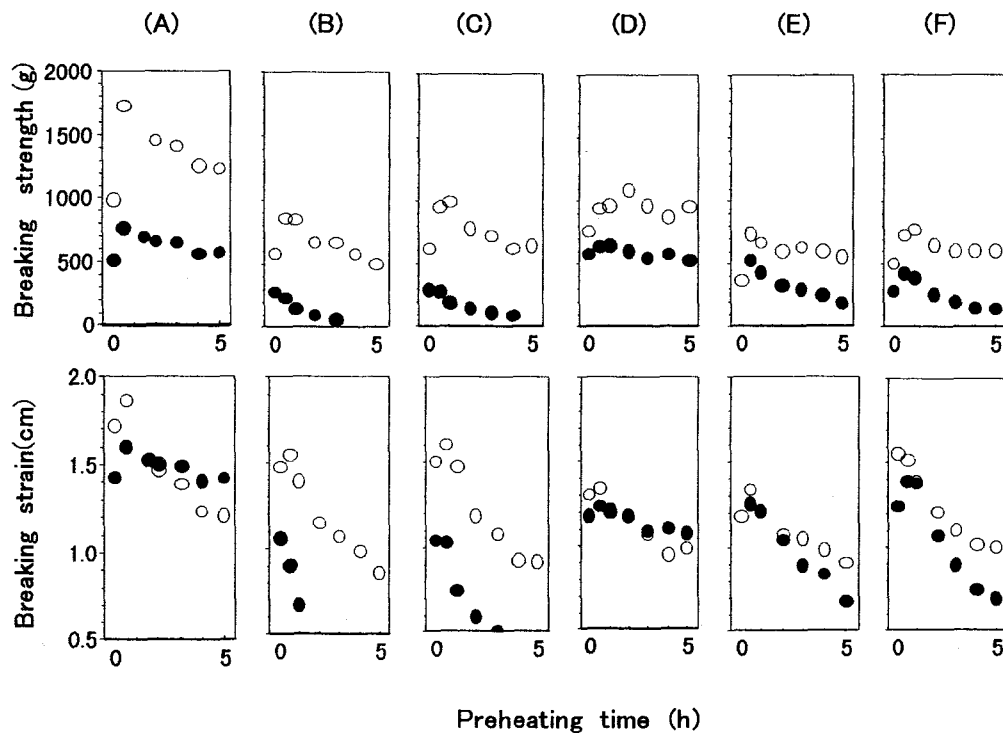 (A) (B) (C) (D) (E) (F)
Breaking strength (g)
2000
1500
1000
500
0
0 5 0 5 0 5 0 5 0 5 0 5
Breaking strain(cm)
2.0
1.5
1.0
0.5
0 5 0 5 0 5 0 5 0 5 0 5
Preheating time (h)